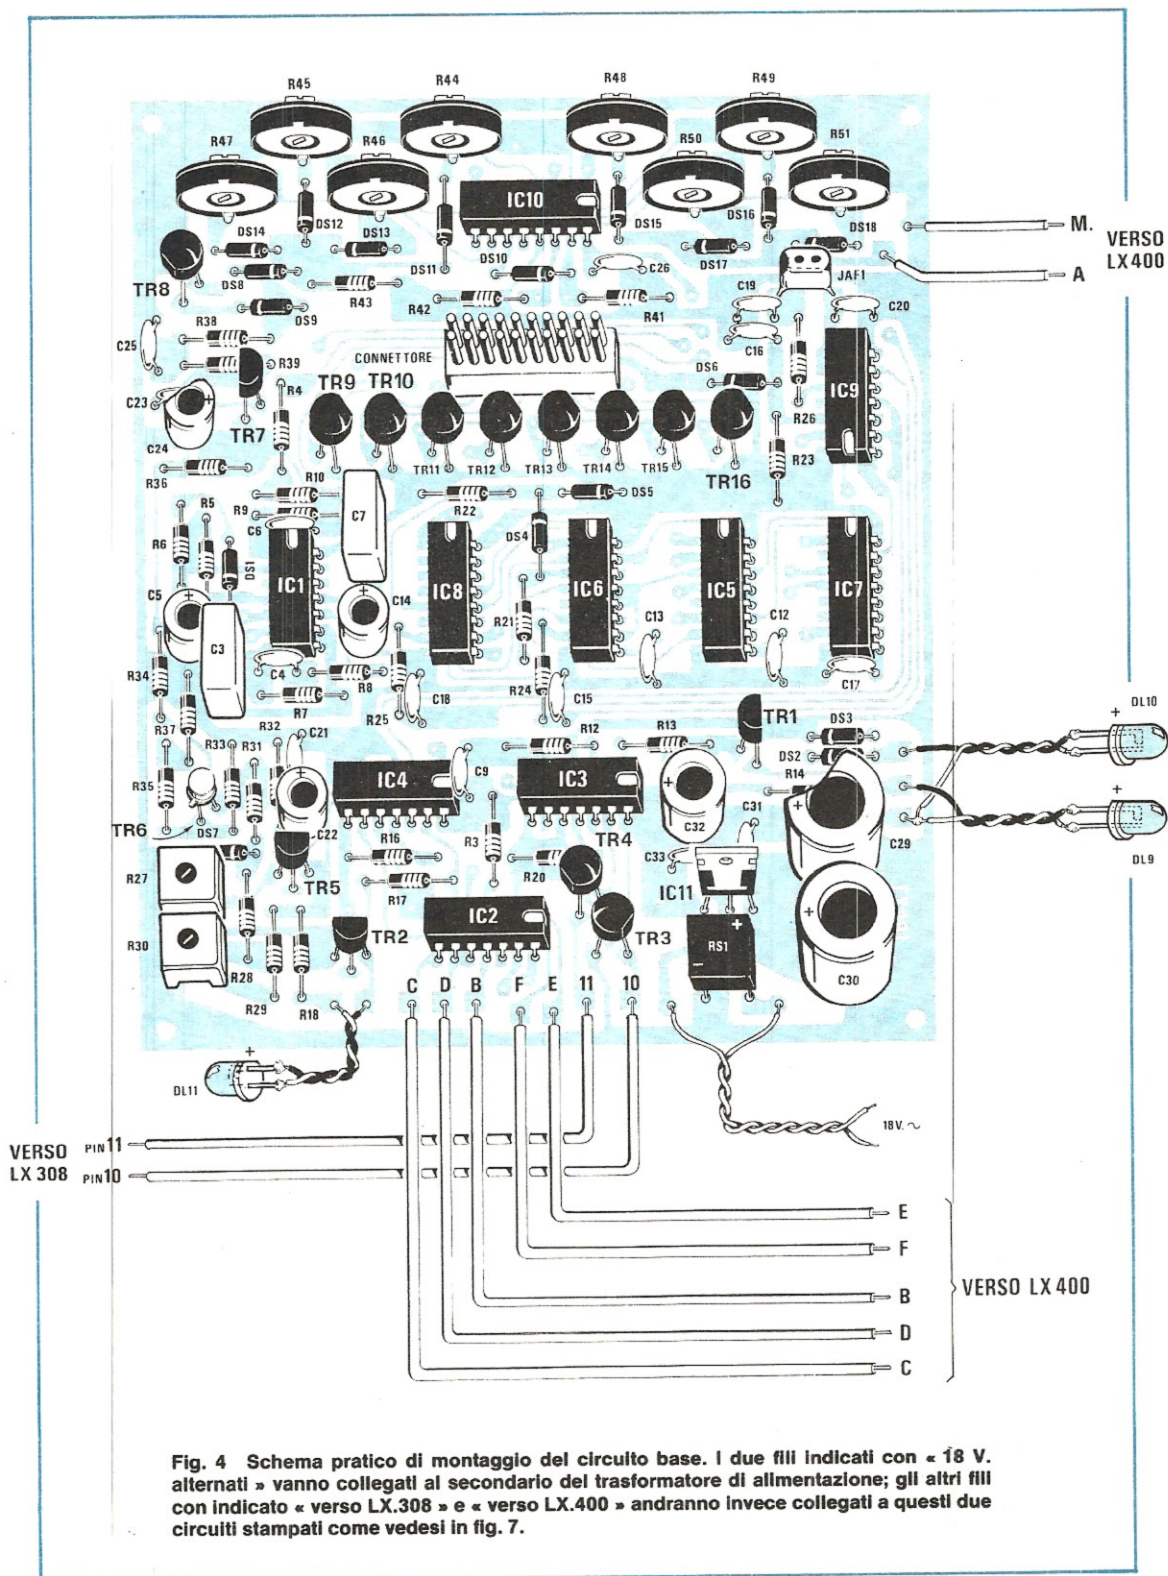 R45 R44 R48 R49
R47 R46 R50 R51
IC10
DS12 DS15 DS16
DS14 DS13 DS11 DS10 DS17 DS18
M.
VERSO
LX400
A
TR8 DS8 R43 R42 C26 R41 C19 JAF1 C20
DS9
R38 C25 R39 R4
CONNETTORE
C16 DS6 R26 IC9
C23 C24 TR7
TR9 TR10
TR11 TR12 TR13 TR14 TR15 TR16
R23
R36 R10 R9 C6 C7 R22 DS5 DS4
R6 R5 DS1 C5 C3
IC1 C14 IC8 IC6 IC5 IC7
R21 C13 C12
R34 C4 R8 R7 R25 C18 R24 C15 C17
R37 R33 R31 R32 C21 R12 R13 TR1 DS3 DS2 R14
DL10
+
R35 IC4 C9 IC3 + C32 C31 + C29
TR6 DS7 + C22 R16 R3 R20 TR4 C33
+
DL9
R27 TR5 R17 IC11
R30 R28 TR2 IC2 TR3 RS1 + - + C30
R29 R18
C D B F E 11 10
+
DL11
18V. ~
VERSO
LX 308
PIN 11
PIN 10
E
F
B
D
C
VERSO LX 400
Fig. 4 Schema pratico di montaggio del circuito base. I due fili indicati con « 18 V.
alternati » vanno collegati al secondario del trasformatore di alimentazione; gli altri fili
con indicato « verso LX.308 » e « verso LX.400 » andranno invece collegati a questi due
circuiti stampati come vedesi in fig. 7.